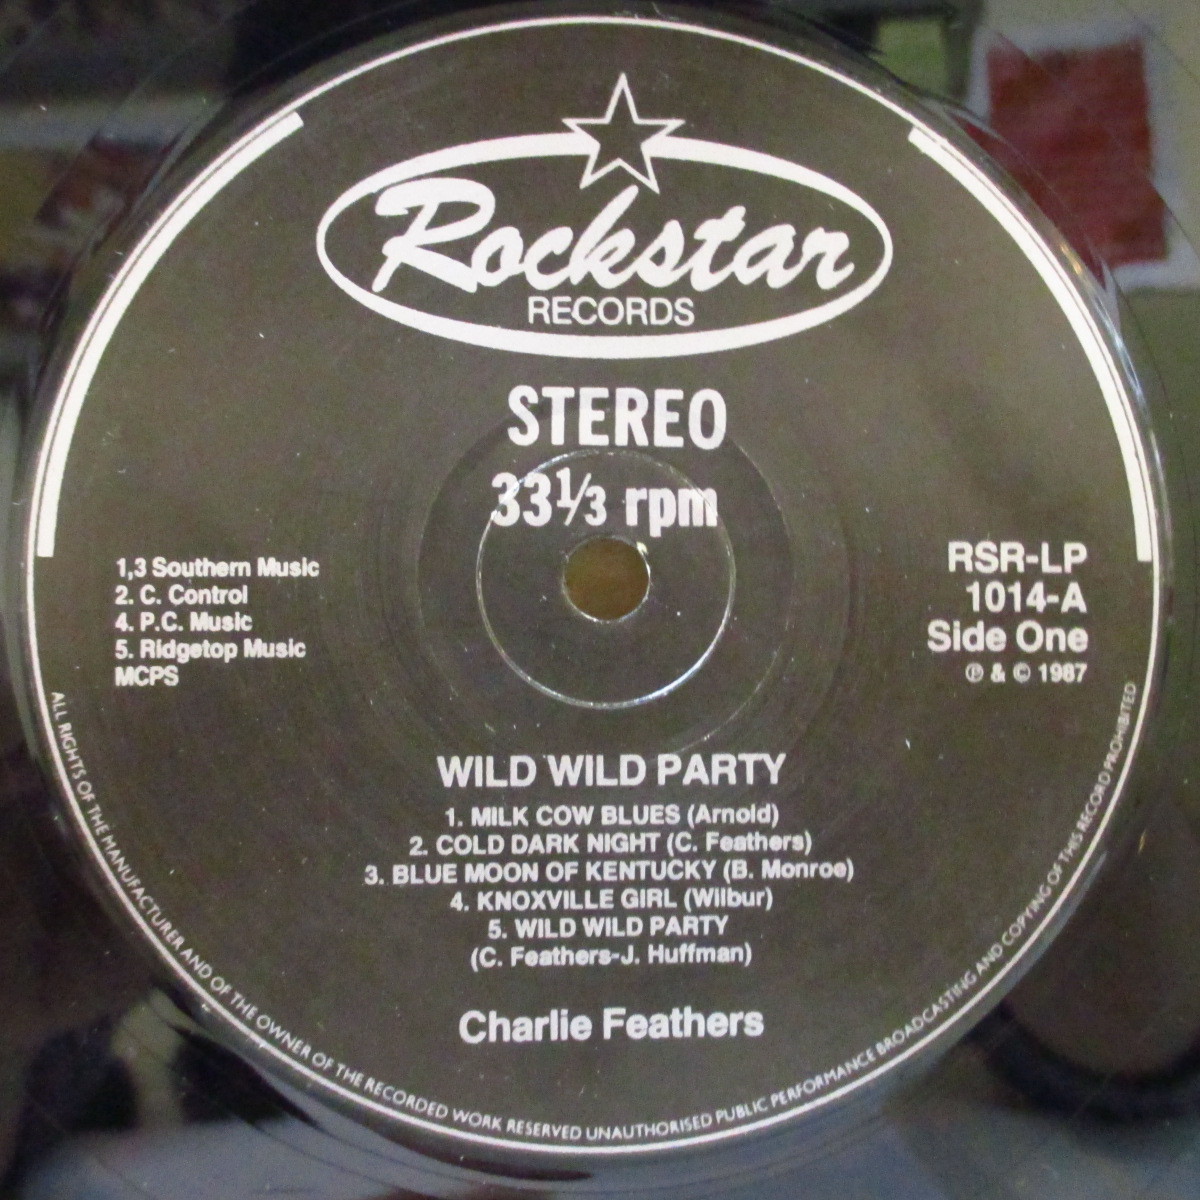 Rockstar
RECORDS
STEREO
33⅓ rpm
1,3 Southern Music
2. C. Control
4. P.C. Music
5. Ridgetop Music
MCPS
RSR-LP
1014-A
Side One
℗ & © 1987
WILD WILD PARTY
1. MILK COW BLUES (Arnold)
2. COLD DARK NIGHT (C. Feathers)
3. BLUE MOON OF KENTUCKY (B. Monroe)
4. KNOXVILLE GIRL (Wilbur)
5. WILD WILD PARTY
(C. Feathers-J. Huffman)
Charlie Feathers
ALL RIGHTS OF THE MANUFACTURER AND OF THE OWNER OF THE RECORDED WORK RESERVED UNAUTHORISED PUBLIC PERFORMANCE BROADCASTING AND COPYING OF THIS RECORD PROHIBITED